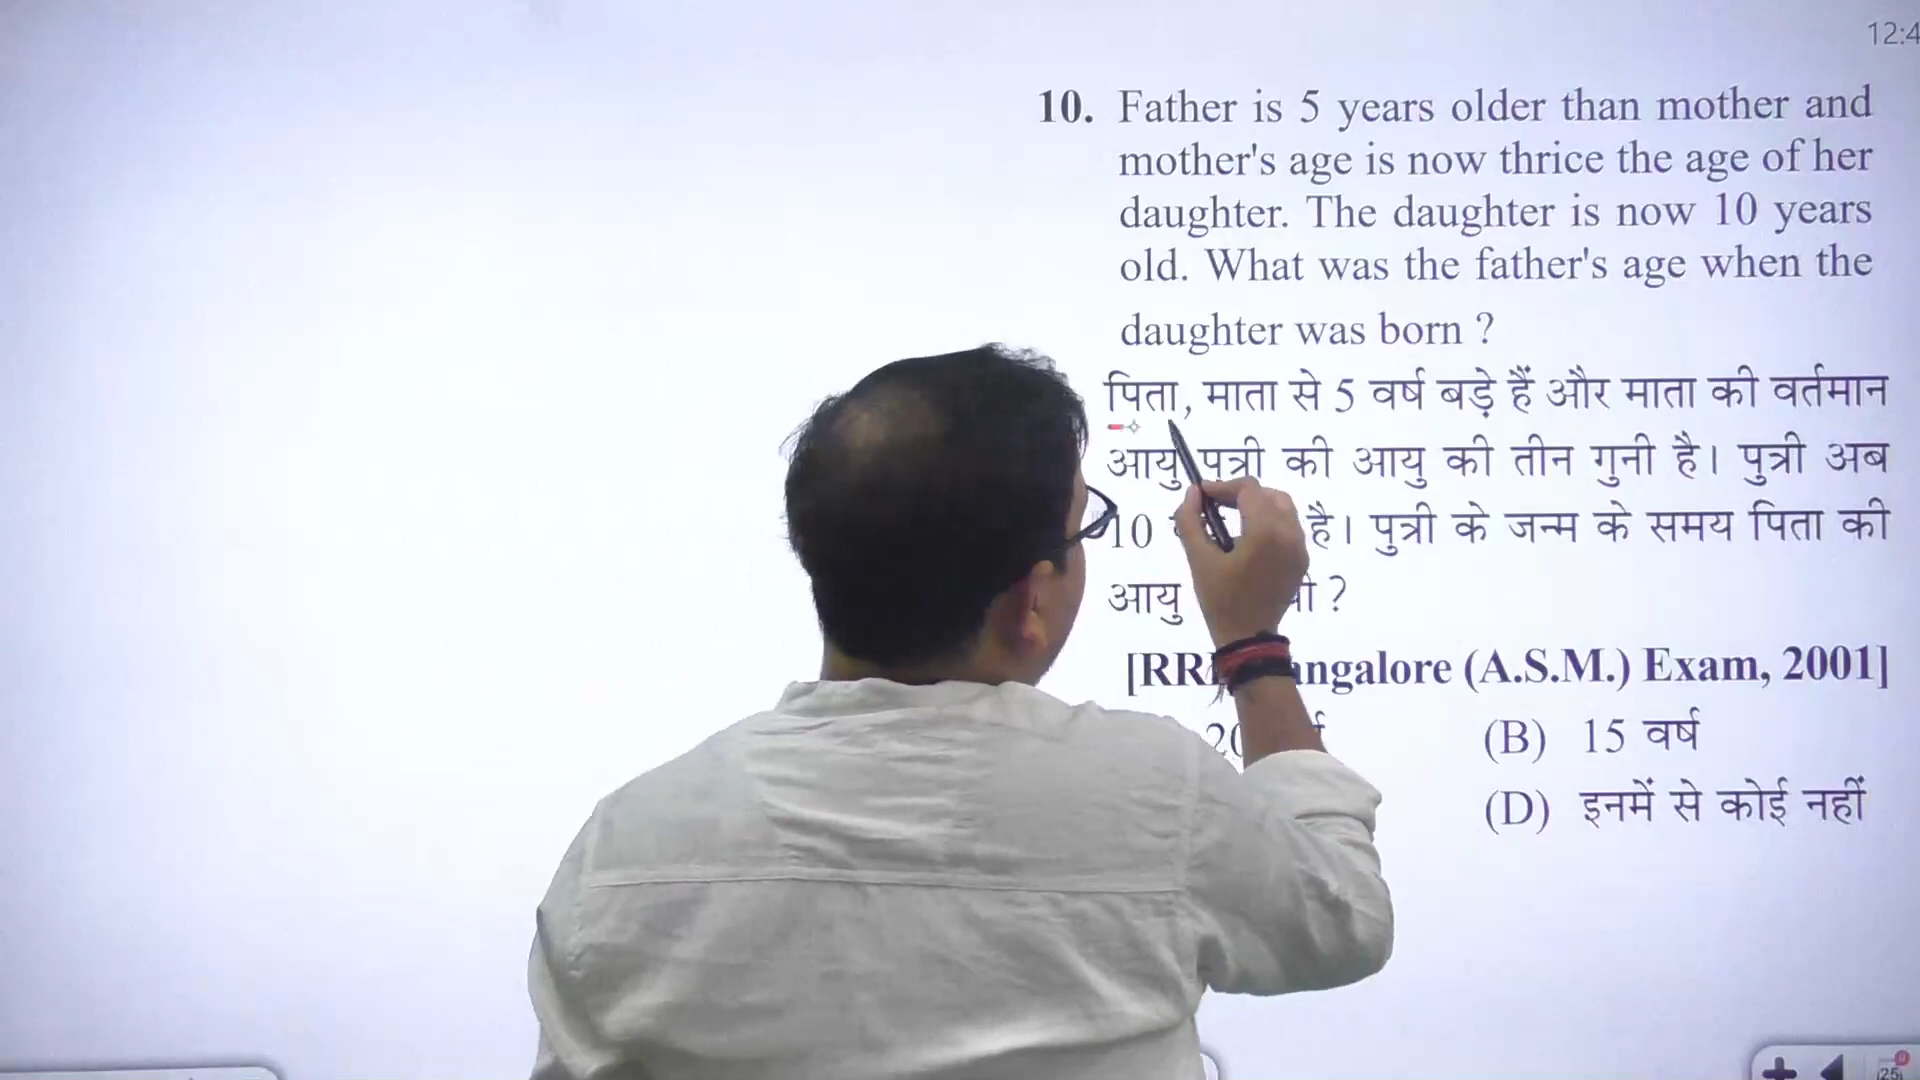 12:4
10. Father is 5 years older than mother and
mother's age is now thrice the age of her
daughter. The daughter is now 10 years
old. What was the father's age when the
daughter was born ?
पिता, माता से 5 वर्ष बड़े हैं और माता की वर्तमान
आयु पुत्री की आयु की तीन गुनी है। पुत्री अब
10 है। पुत्री के जन्म के समय पिता की
आयु ?
(A.S.M.) Exam, 2001]
(B) 15 वर्ष
(D) इनमें से कोई नहीं